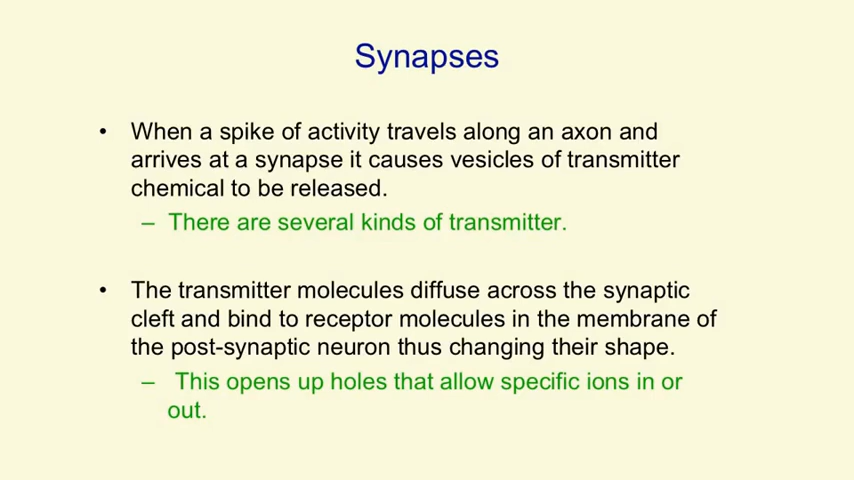 Synapses
• When a spike of activity travels along an axon and
arrives at a synapse it causes vesicles of transmitter
chemical to be released.
– There are several kinds of transmitter.
• The transmitter molecules diffuse across the synaptic
cleft and bind to receptor molecules in the membrane of
the post-synaptic neuron thus changing their shape.
– This opens up holes that allow specific ions in or
out.